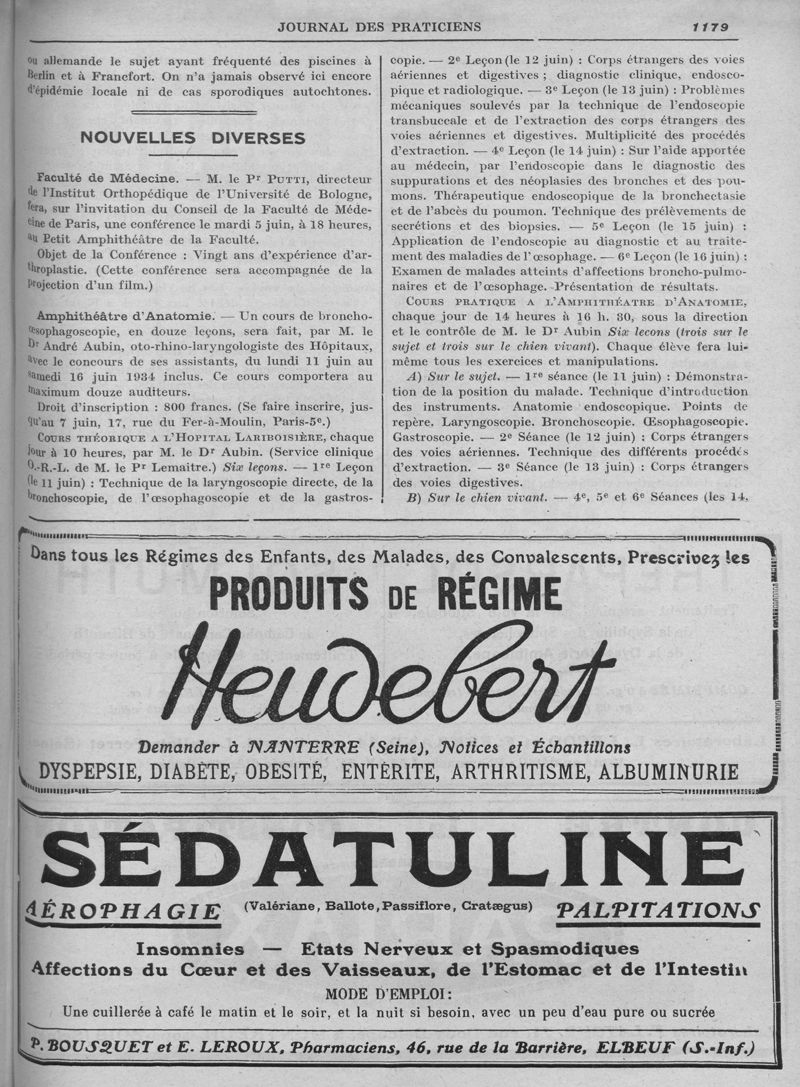 JOURNAL DES PRATICIENS 1179
ou allemande le sujet ayant fréquenté des piscines à
Berlin et à Francfort. On n'a jamais observé ici encore
d'épidémie locale ni de cas sporodiques autochtones.
NOUVELLES DIVERSES
Faculté de Médecine. — M. le Pr PUTTI, directeur
de l'Institut Orthopédique de l'Université de Bologne,
fera, sur l'invitation du Conseil de la Faculté de Méde-
cine de Paris, une conférence le mardi 5 juin, à 18 heures,
au Petit Amphithéâtre de la Faculté.
Objet de la Conférence : Vingt ans d'expérience d'ar-
throplastie. (Cette conférence sera accompagnée de la
projection d'un film.)
Amphithéâtre d'Anatomie. — Un cours de broncho-
œsophagoscopie, en douze leçons, sera fait, par M. le
Dr André Aubin, oto-rhino-laryngologiste des Hôpitaux,
avec le concours de ses assistants, du lundi 11 juin au
samedi 16 juin 1934 inclus. Ce cours comportera au
maximum douze auditeurs.
Droit d'inscription : 800 francs. (Se faire inscrire, jus-
qu'au 7 juin, 17, rue du Fer-à-Moulin, Paris-5e.)
COURS THÉORIQUE A L'HOPITAL LARIBOISIÈRE, chaque
jour à 10 heures, par M. le Dr Aubin. (Service clinique
O.-R.-L. de M. le Pr Lemaitre.) Six leçons. — 1re Leçon
(le 11 juin) : Technique de la laryngoscopie directe, de la
bronchoscopie, de l'œsophagoscopie et de la gastros-
copie. — 2e Leçon (le 12 juin) : Corps étrangers des voies
aériennes et digestives ; diagnostic clinique, endosco-
pique et radiologique. — 3e Leçon (le 13 juin) : Problèmes
mécaniques soulevés par la technique de l'endoscopie
transbuccale et de l'extraction des corps étrangers des
voies aériennes et digestives. Multiplicité des procédés
d'extraction. — 4e Leçon (le 14 juin) : Sur l'aide apportée
au médecin, par l'endoscopie dans le diagnostic des
suppurations et des néoplasies des bronches et des pou-
mons. Thérapeutique endoscopique de la bronchectasie
et de l'abcès du poumon. Technique des prélèvements de
secrétions et des biopsies. — 5e Leçon (le 15 juin) :
Application de l'endoscopie au diagnostic et au traite-
ment des maladies de l'œsophage. — 6e Leçon (le 16 juin) :
Examen de malades atteints d'affections broncho-pulmo-
naires et de l'œsophage. Présentation de résultats.
COURS PRATIQUE A L'AMPHITHÉATRE D'ANATOMIE,
chaque jour de 14 heures à 16 h. 30, sous la direction
et le contrôle de M. le Dr Aubin Six lecons (trois sur le
sujet et trois sur le chien vivant). Chaque élève fera lui-
même tous les exercices et manipulations.
A) Sur le sujet. — 1re séance (le 11 juin) : Démonstra-
tion de la position du malade. Technique d'introduction
des instruments. Anatomie endoscopique. Points de
repère. Laryngoscopie. Bronchoscopie. Œsophagoscopie.
Gastroscopie. — 2e Séance (le 12 juin) : Corps étrangers
des voies aériennes. Technique des différents procédés
d'extraction. — 3e Séance (le 13 juin) : Corps étrangers
des voies digestives.
B) Sur le chien vivant. — 4e, 5e et 6e Séances (les 14,
Dans tous les Régimes des Enfants, des Malades, des Convalescents, Prescrivez les
PRODUITS DE RÉGIME
Heudebert
Demander à NANTERRE (Seine), Notices et Échantillons
DYSPEPSIE, DIABÈTE, OBESITÉ, ENTÉRITE, ARTHRITISME, ALBUMINURIE
SÉDATULINE
AÉROPHAGIE (Valériane, Ballote, Passiflore, Cratægus) PALPITATIONS
Insomnies — Etats Nerveux et Spasmodiques
Affections du Cœur et des Vaisseaux, de l'Estomac et de l'Intestin
MODE D'EMPLOI :
Une cuillerée à café le matin et le soir, et la nuit si besoin, avec un peu d'eau pure ou sucrée
P. BOUSQUET et E. LEROUX, Pharmaciens, 46, rue de la Barrière, ELBEUF (S.-Inf.)